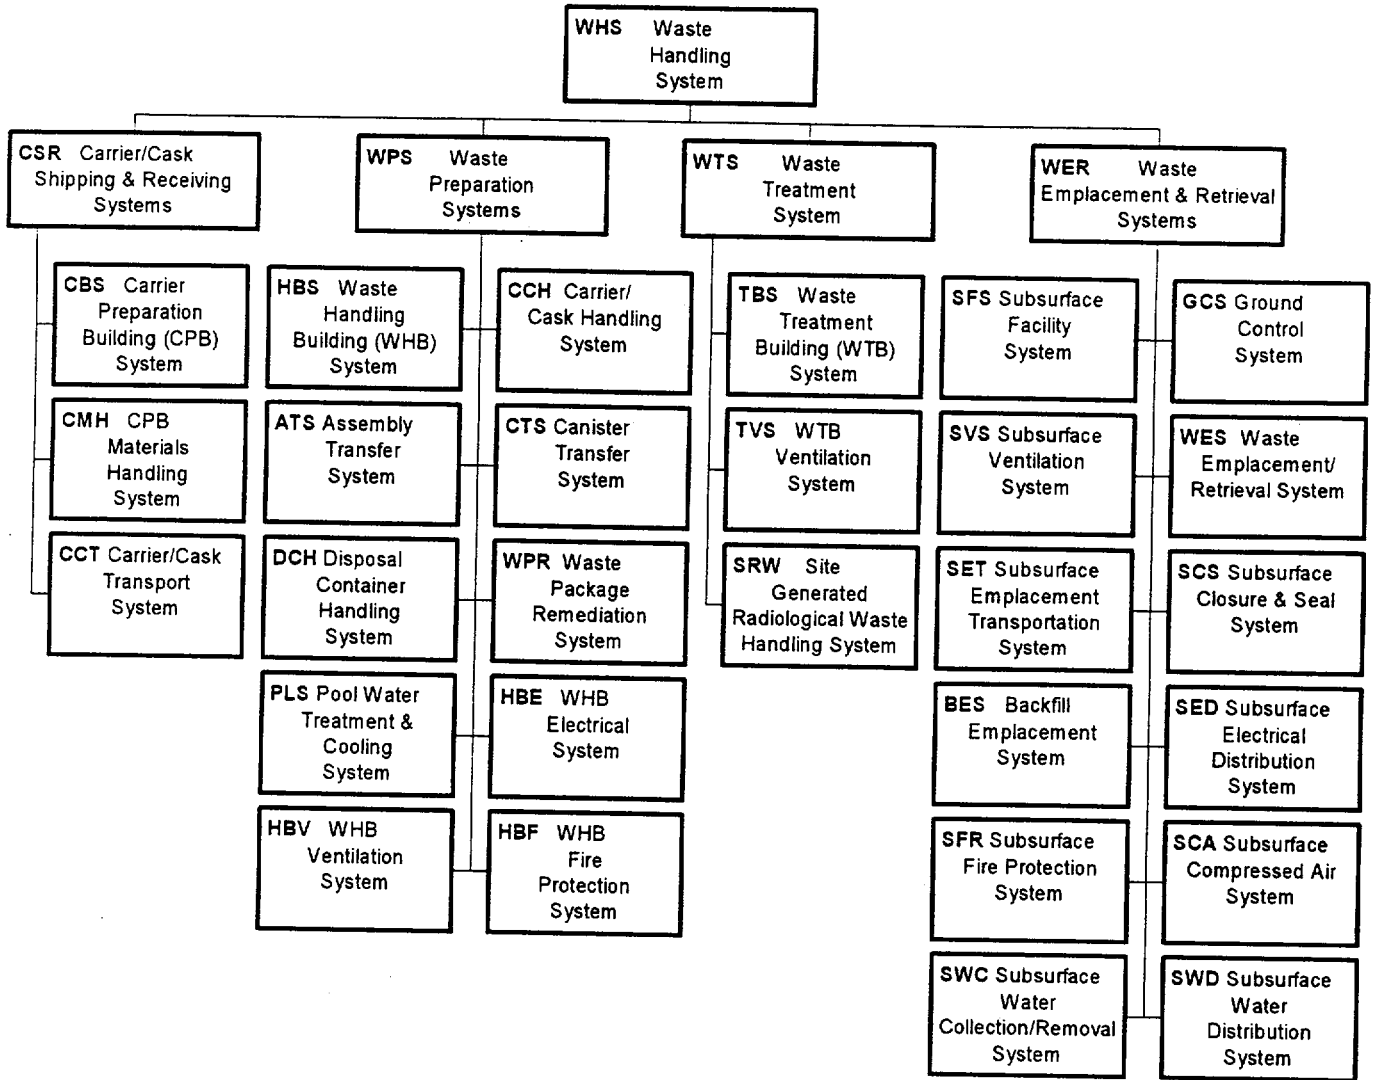 WHS Waste
Handling
System
CSR Carrier/Cask
Shipping & Receiving
Systems
WPS Waste
Preparation
Systems
WTS Waste
Treatment
System
WER Waste
Emplacement & Retrieval
Systems
CBS Carrier
Preparation
Building (CPB)
System
CMH CPB
Materials
Handling
System
CCT Carrier/Cask
Transport
System
HBS Waste
Handling
Building (WHB)
System
CCH Carrier/
Cask Handling
System
ATS Assembly
Transfer
System
CTS Canister
Transfer
System
DCH Disposal
Container
Handling
System
WPR Waste
Package
Remediation
System
PLS Pool Water
Treatment &
Cooling
System
HBE WHB
Electrical
System
HBV WHB
Ventilation
System
HBF WHB
Fire
Protection
System
TBS Waste
Treatment
Building (WTB)
System
TVS WTB
Ventilation
System
SRW Site
Generated
Radiological Waste
Handling System
SFS Subsurface
Facility
System
GCS Ground
Control
System
SVS Subsurface
Ventilation
System
WES Waste
Emplacement/
Retrieval System
SET Subsurface
Emplacement
Transportation
System
SCS Subsurface
Closure & Seal
System
BES Backfill
Emplacement
System
SED Subsurface
Electrical
Distribution
System
SFR Subsurface
Fire Protection
System
SCA Subsurface
Compressed Air
System
SWC Subsurface
Water
Collection/Removal
System
SWD Subsurface
Water
Distribution
System